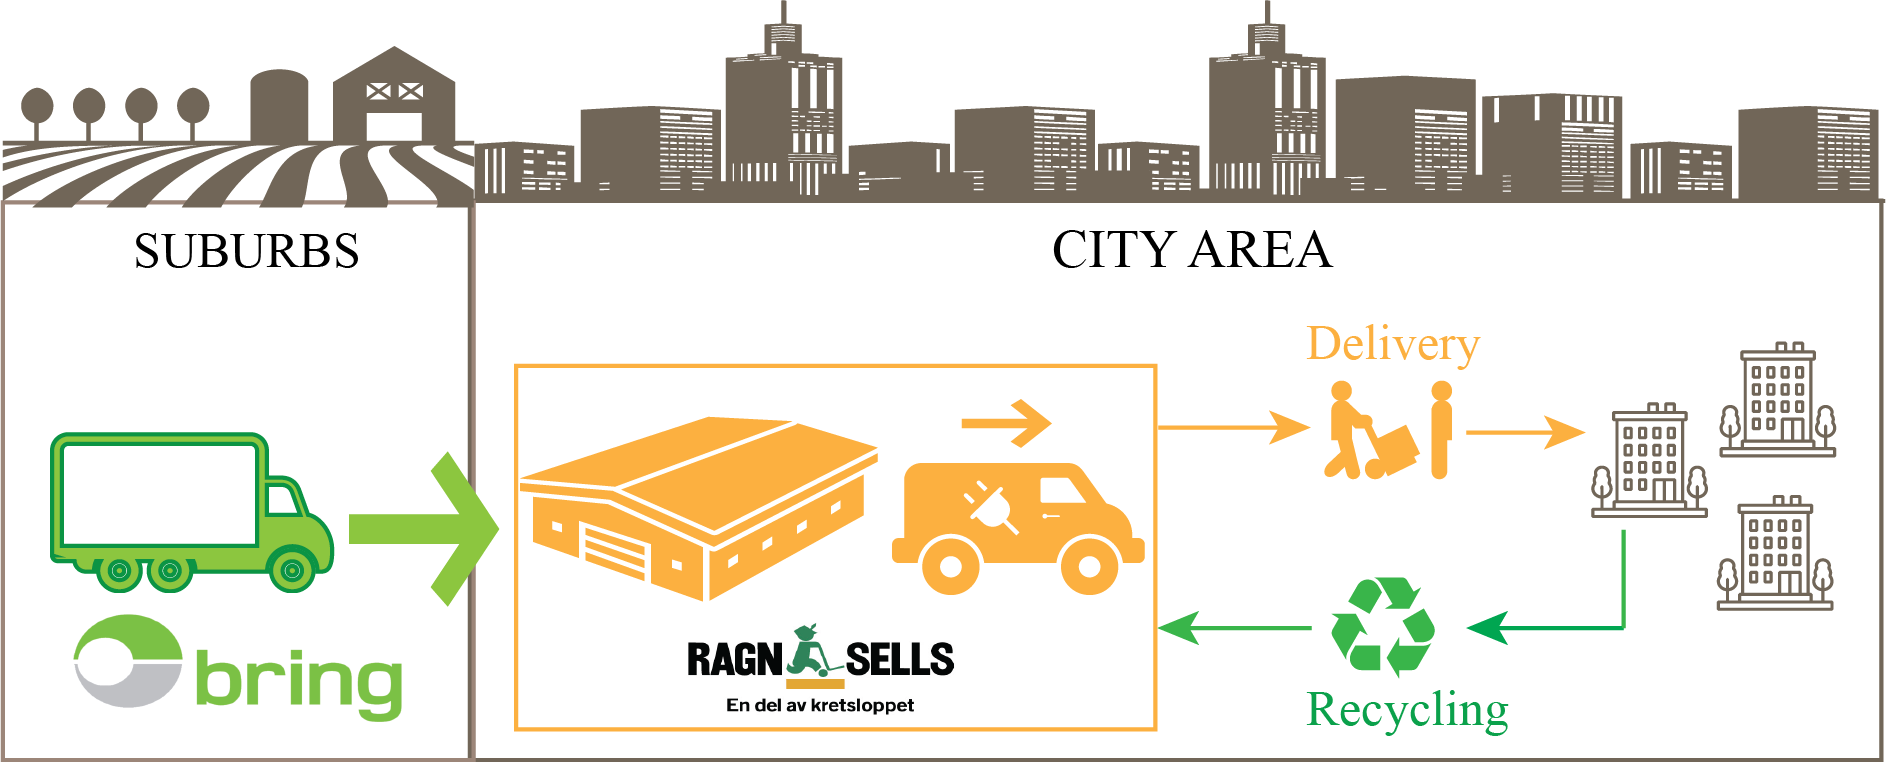 SUBURBS
CITY AREA
Delivery
bring
RAGN SELLS
En del av kretsloppet
Recycling